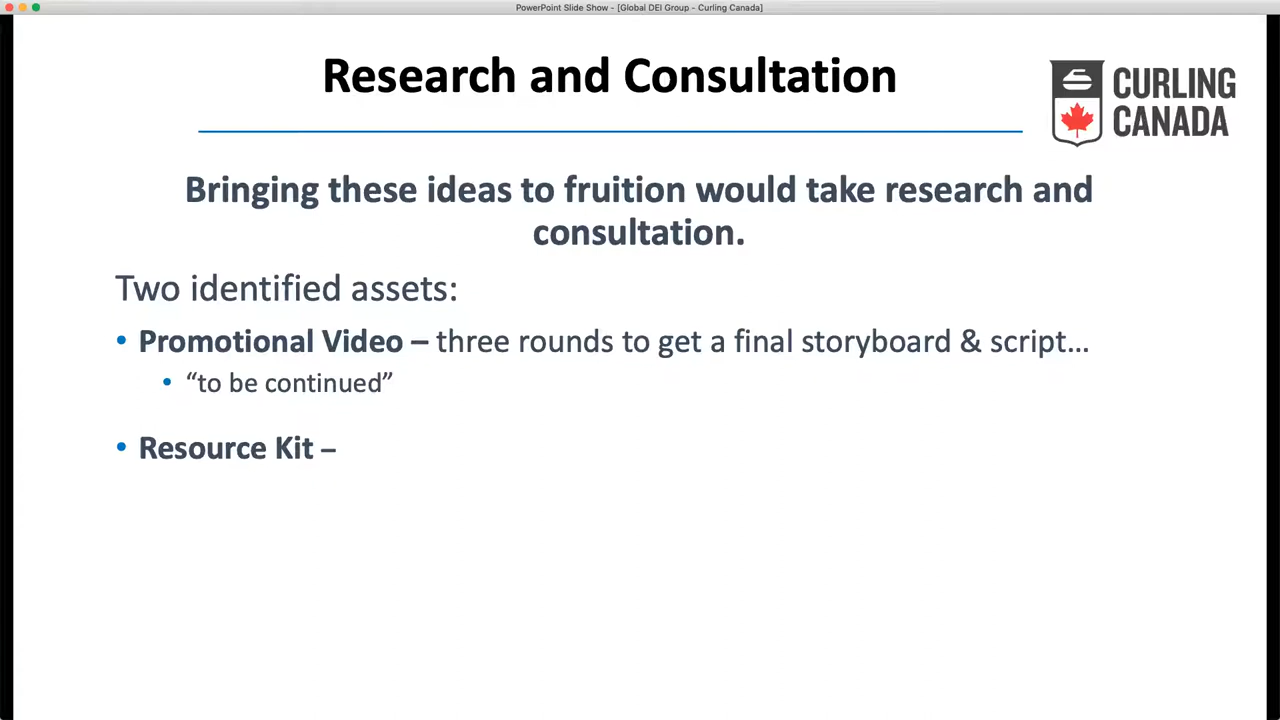 PowerPoint Slide Show - [Global DEI Group - Curling Canada]
Research and Consultation
CURLING
CANADA
Bringing these ideas to fruition would take research and
consultation.
Two identified assets:
• Promotional Video – three rounds to get a final storyboard & script…
• “to be continued”
• Resource Kit –